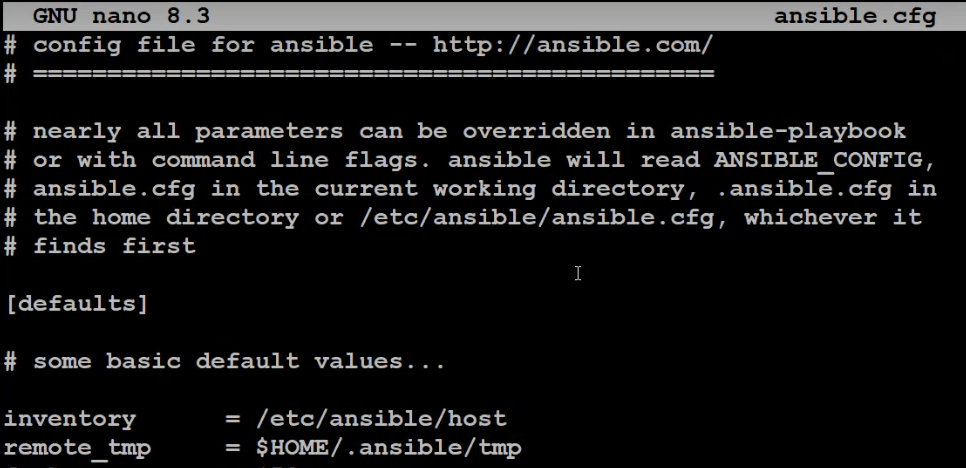 GNU nano 8.3 ansible.cfg
# config file for ansible -- http://ansible.com/
# ==============================================
# nearly all parameters can be overridden in ansible-playbook
# or with command line flags. ansible will read ANSIBLE_CONFIG,
# ansible.cfg in the current working directory, .ansible.cfg in
# the home directory or /etc/ansible/ansible.cfg, whichever it
# finds first
[defaults]
# some basic default values...
inventory = /etc/ansible/host
remote_tmp = $HOME/.ansible/tmp